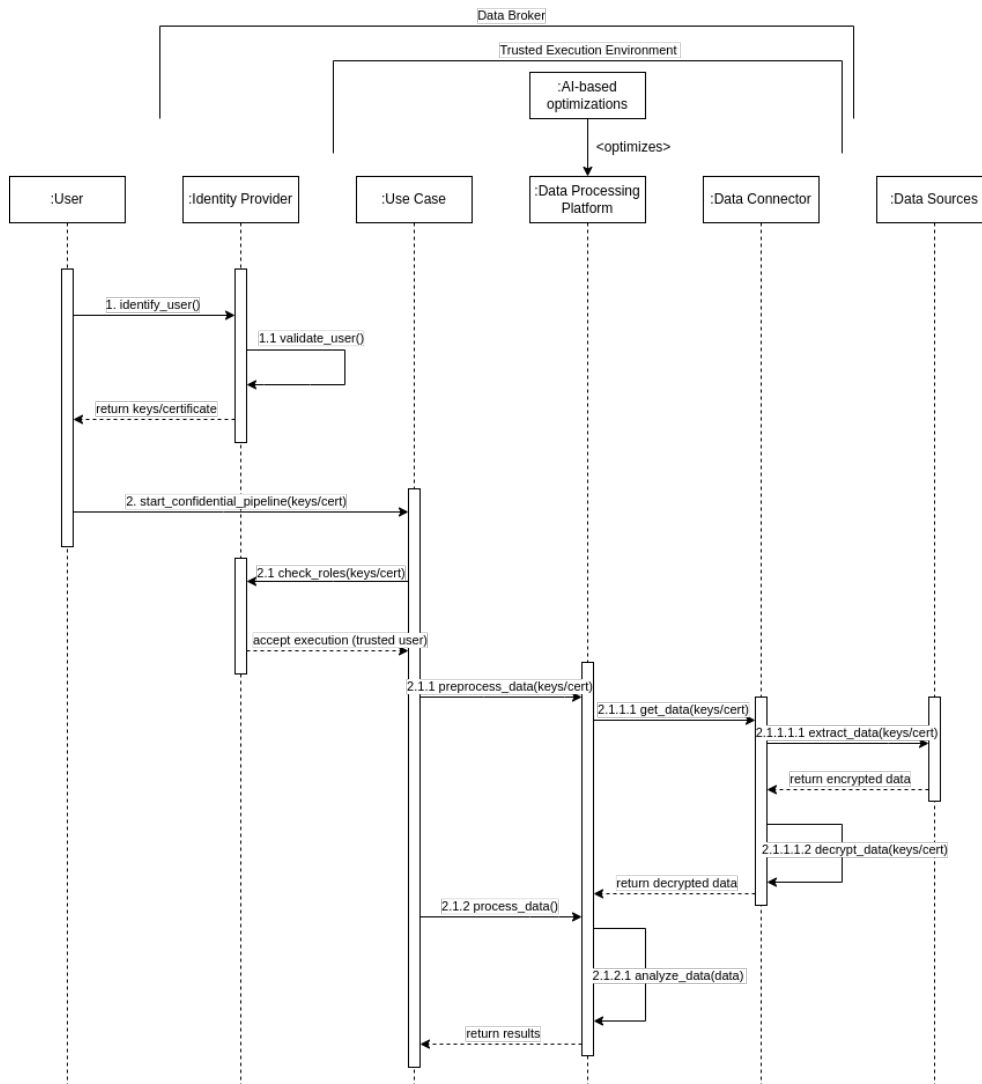 Data Broker
Trusted Execution Environment
:AI-based
optimizations
<optimizes>
:User
:Identity Provider
:Use Case
:Data Processing
Platform
:Data Connector
:Data Sources
1. identify_user()
1.1 validate_user()
return keys/certificate
2. start_confidential_pipeline(keys/cert)
2.1 check_roles(keys/cert)
accept execution (trusted user)
2.1.1 preprocess_data(keys/cert)
2.1.1.1 get_data(keys/cert)
2.1.1.1.1 extract_data(keys/cert)
return encrypted data
2.1.1.1.2 decrypt_data(keys/cert)
return decrypted data
2.1.2 process_data()
2.1.2.1 analyze_data(data)
return results